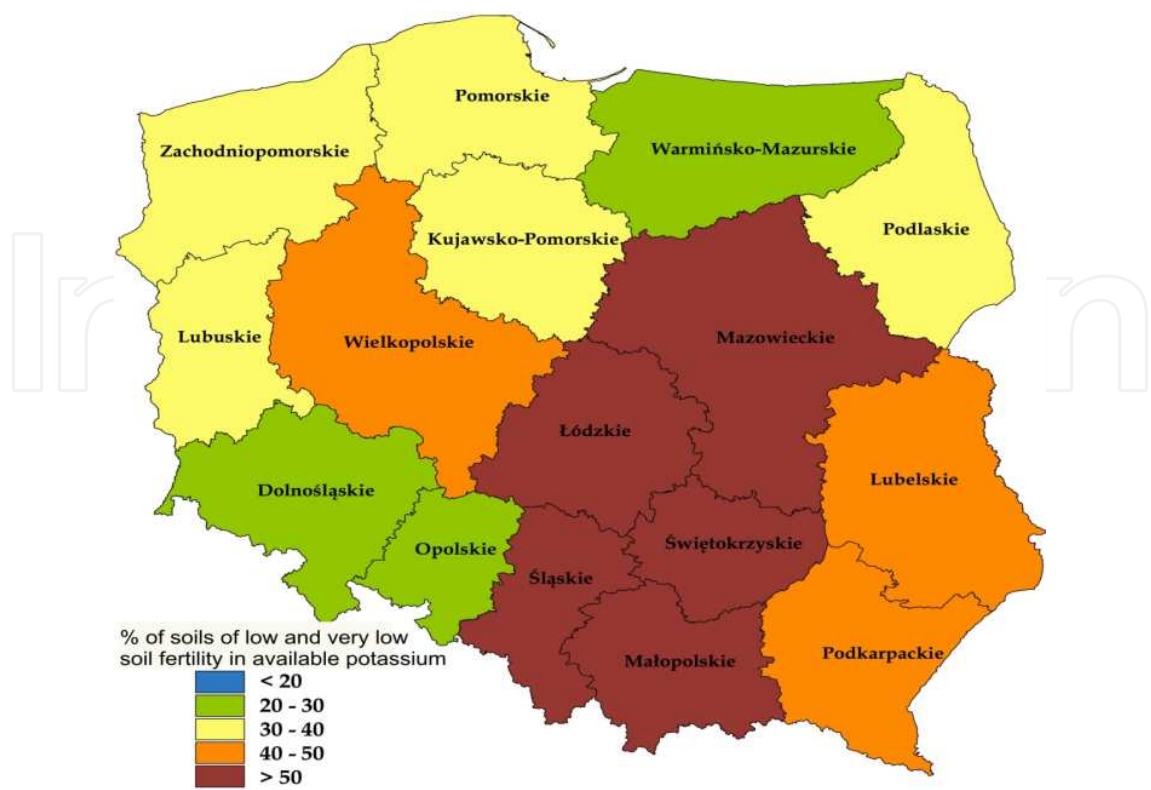 Pomorskie
Zachodniopomorskie
Warmińsko-Mazurskie
Kujawsko-Pomorskie
Podlaskie
Lubuskie
Wielkopolskie
Mazowieckie
Łódzkie
Dolnośląskie
Lubelskie
Opolskie
Świętokrzyskie
Śląskie
Małopolskie
Podkarpackie
% of soils of low and very low
soil fertility in available potassium
< 20
20 - 30
30 - 40
40 - 50
> 50